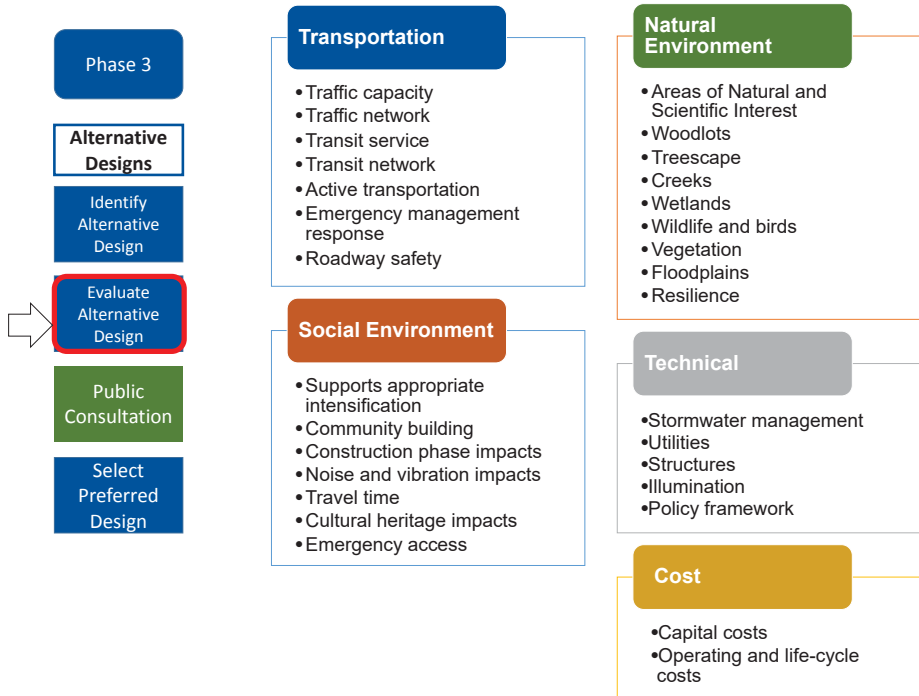 Phase 3
Alternative
Designs
Identify
Alternative
Design
Evaluate
Alternative
Design
Public
Consultation
Select
Preferred
Design
Transportation
•Traffic capacity
•Traffic network
•Transit service
•Transit network
•Active transportation
•Emergency management
response
•Roadway safety
Social Environment
•Supports appropriate
intensification
•Community building
•Construction phase impacts
•Noise and vibration impacts
•Travel time
•Cultural heritage impacts
•Emergency access
Natural
Environment
•Areas of Natural and
Scientific Interest
•Woodlots
•Treescape
•Creeks
•Wetlands
•Wildlife and birds
•Vegetation
•Floodplains
•Resilience
Technical
•Stormwater management
•Utilities
•Structures
•Illumination
•Policy framework
Cost
•Capital costs
•Operating and life-cycle
costs